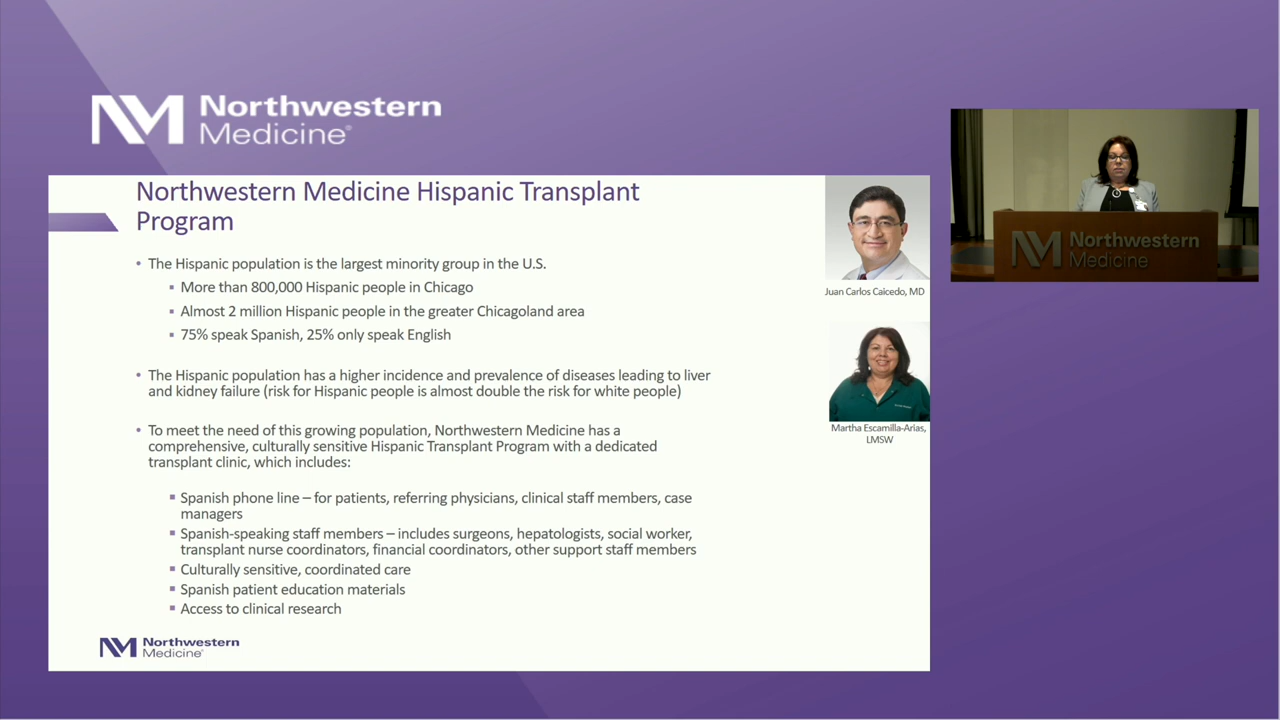 Northwestern
Medicine®
Northwestern Medicine Hispanic Transplant
Program
• The Hispanic population is the largest minority group in the U.S.
▪ More than 800,000 Hispanic people in Chicago
▪ Almost 2 million Hispanic people in the greater Chicagoland area
▪ 75% speak Spanish, 25% only speak English
• The Hispanic population has a higher incidence and prevalence of diseases leading to liver
and kidney failure (risk for Hispanic people is almost double the risk for white people)
• To meet the need of this growing population, Northwestern Medicine has a
comprehensive, culturally sensitive Hispanic Transplant Program with a dedicated
transplant clinic, which includes:
▪ Spanish phone line – for patients, referring physicians, clinical staff members, case
managers
▪ Spanish-speaking staff members – includes surgeons, hepatologists, social worker,
transplant nurse coordinators, financial coordinators, other support staff members
▪ Culturally sensitive, coordinated care
▪ Spanish patient education materials
▪ Access to clinical research
Northwestern
Medicine®
Juan Carlos Caicedo, MD
Martha Escamilla-Arias,
LMSW
Northwestern
Medicine